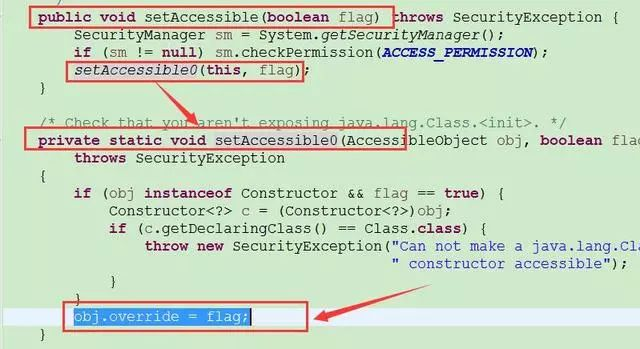 public void setAccessible(boolean flag) throws SecurityException {
SecurityManager sm = System.getSecurityManager();
if (sm != null) sm.checkPermission(ACCESS_PERMISSION);
setAccessible0(this, flag);
}
/* Check that you aren't exposing java.lang.Class.<init>. */
private static void setAccessible0(AccessibleObject obj, boolean fla
throws SecurityException
{
if (obj instanceof Constructor && flag == true) {
Constructor<?> c = (Constructor<?>)obj;
if (c.getDeclaringClass() == Class.class) {
throw new SecurityException("Can not make a java.lang.Cla
" constructor accessible");
}
}
obj.override = flag;
}